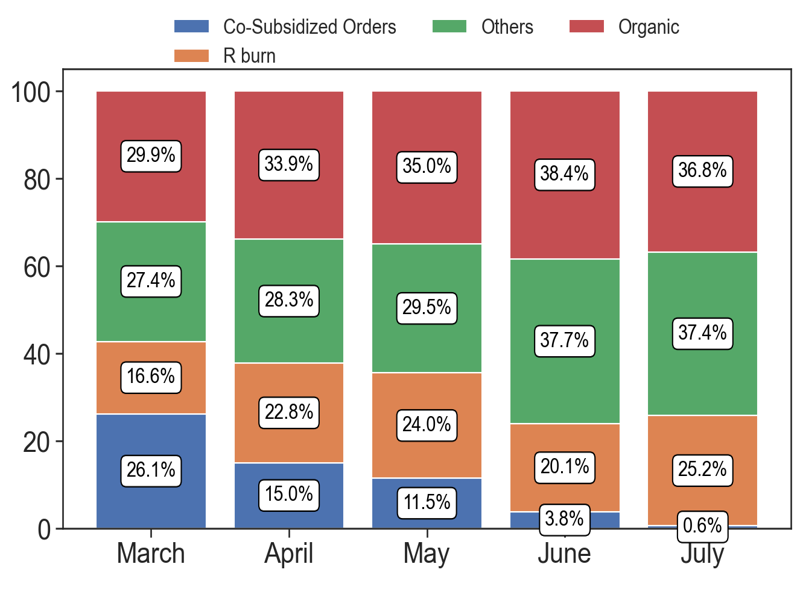 Co-Subsidized Orders Others Organic
R burn
100
80
60
40
20
0
29.9% 33.9% 35.0% 38.4% 36.8%
27.4% 28.3% 29.5% 37.7% 37.4%
16.6% 22.8% 24.0% 20.1% 25.2%
26.1% 15.0% 11.5% 3.8% 0.6%
March April May June July